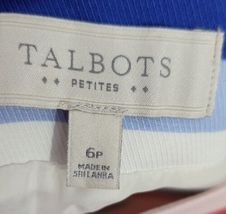 TALBOTS
PETITES
6P
MADE IN
SRI LANKA